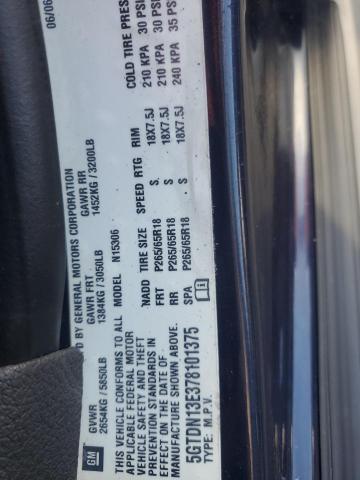 GM
D BY GENERAL MOTORS CORPORATION
06/06
GVWR GAWR FRT GAWR RR
2654KG / 5850LB 1384KG / 3050LB 1452KG / 3200LB
THIS VEHICLE CONFORMS TO ALL
APPLICABLE FEDERAL MOTOR
VEHICLE SAFETY AND THEFT
PREVENTION STANDARDS IN
EFFECT ON THE DATE OF
MANUFACTURE SHOWN ABOVE.
5GTDN13E378101375
TYPE: M.P.V.
MODEL N15306
NADD TIRE SIZE SPEED RTG RIM COLD TIRE PRES
FRT P265/65R18 S 18X7.5J 210 KPA 30 PSI
RR P265/65R18 S 18X7.5J 210 KPA 30 PSI
SPA P265/65R18 S 18X7.5J 240 KPA 35 PSI